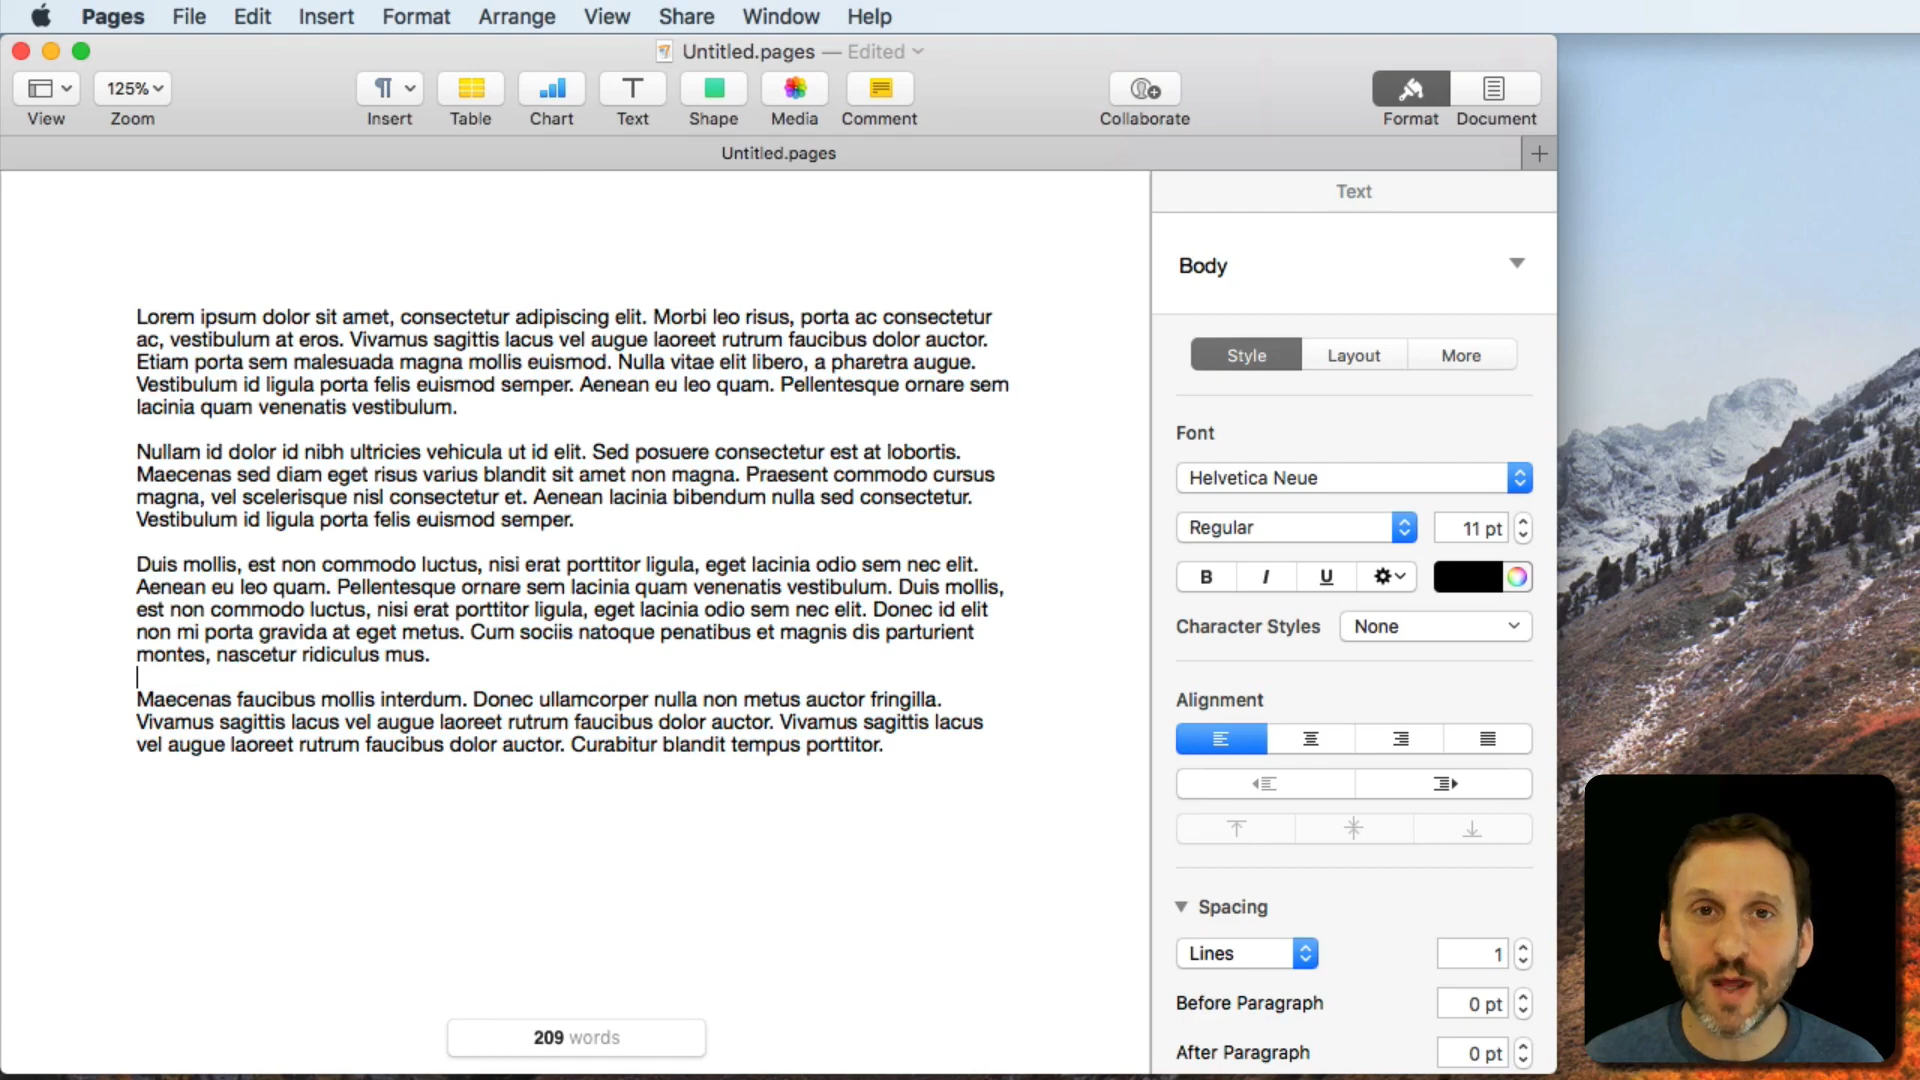 Pages File Edit Insert Format Arrange View Share Window Help
Untitled.pages — Edited
125%
View Zoom Insert Table Chart Text Shape Media Comment Collaborate Format Document
Untitled.pages
Text
Body
Style Layout More
Font
Helvetica Neue
Regular 11 pt
B I U
Character Styles None
Alignment
Spacing
Lines 1
Before Paragraph 0 pt
After Paragraph 0 pt
Lorem ipsum dolor sit amet, consectetur adipiscing elit. Morbi leo risus, porta ac consectetur
ac, vestibulum at eros. Vivamus sagittis lacus vel augue laoreet rutrum faucibus dolor auctor.
Etiam porta sem malesuada magna mollis euismod. Nulla vitae elit libero, a pharetra augue.
Vestibulum id ligula porta felis euismod semper. Aenean eu leo quam. Pellentesque ornare sem
lacinia quam venenatis vestibulum.
Nullam id dolor id nibh ultricies vehicula ut id elit. Sed posuere consectetur est at lobortis.
Maecenas sed diam eget risus varius blandit sit amet non magna. Praesent commodo cursus
magna, vel scelerisque nisl consectetur et. Aenean lacinia bibendum nulla sed consectetur.
Vestibulum id ligula porta felis euismod semper.
Duis mollis, est non commodo luctus, nisi erat porttitor ligula, eget lacinia odio sem nec elit.
Aenean eu leo quam. Pellentesque ornare sem lacinia quam venenatis vestibulum. Duis mollis,
est non commodo luctus, nisi erat porttitor ligula, eget lacinia odio sem nec elit. Donec id elit
non mi porta gravida at eget metus. Cum sociis natoque penatibus et magnis dis parturient
montes, nascetur ridiculus mus.
Maecenas faucibus mollis interdum. Donec ullamcorper nulla non metus auctor fringilla.
Vivamus sagittis lacus vel augue laoreet rutrum faucibus dolor auctor. Vivamus sagittis lacus
vel augue laoreet rutrum faucibus dolor auctor. Curabitur blandit tempus porttitor.
209 words